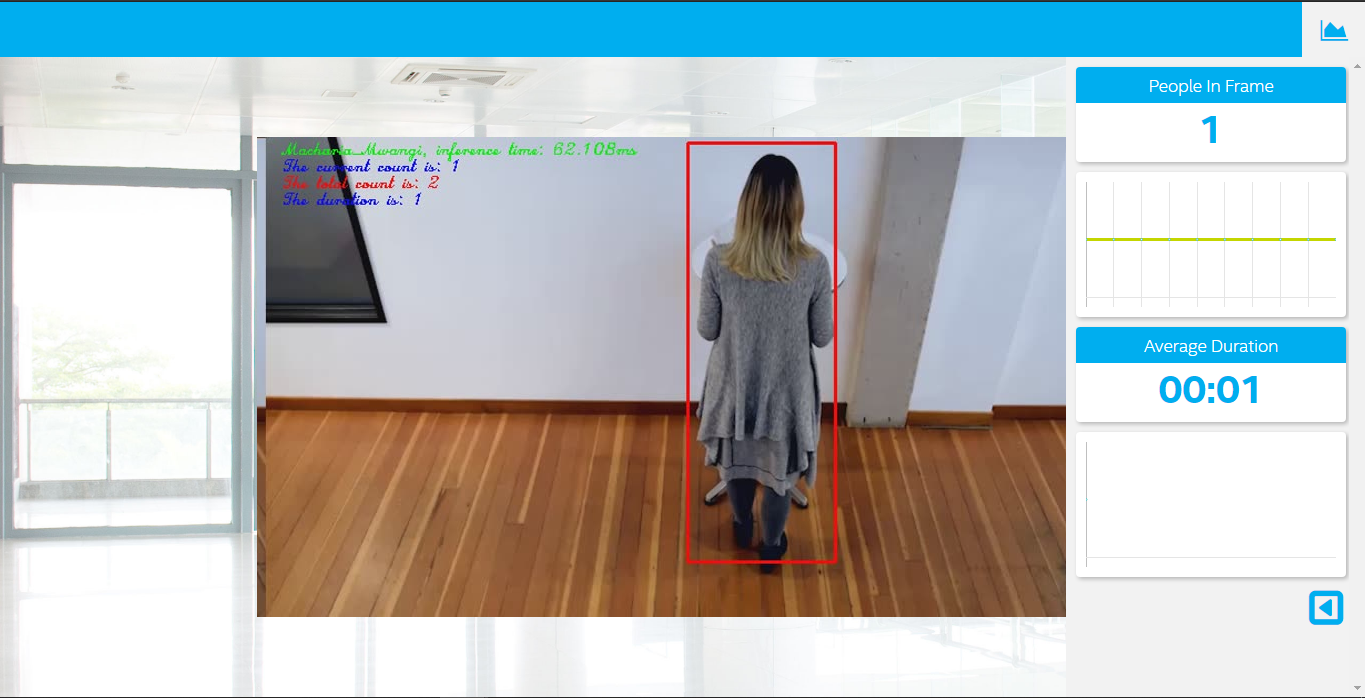 Macharia_Mwangi, inference time: 62.108ms
The current count is: 1
The total count is: 2
The duration is: 1
People In Frame
1
Average Duration
00:01